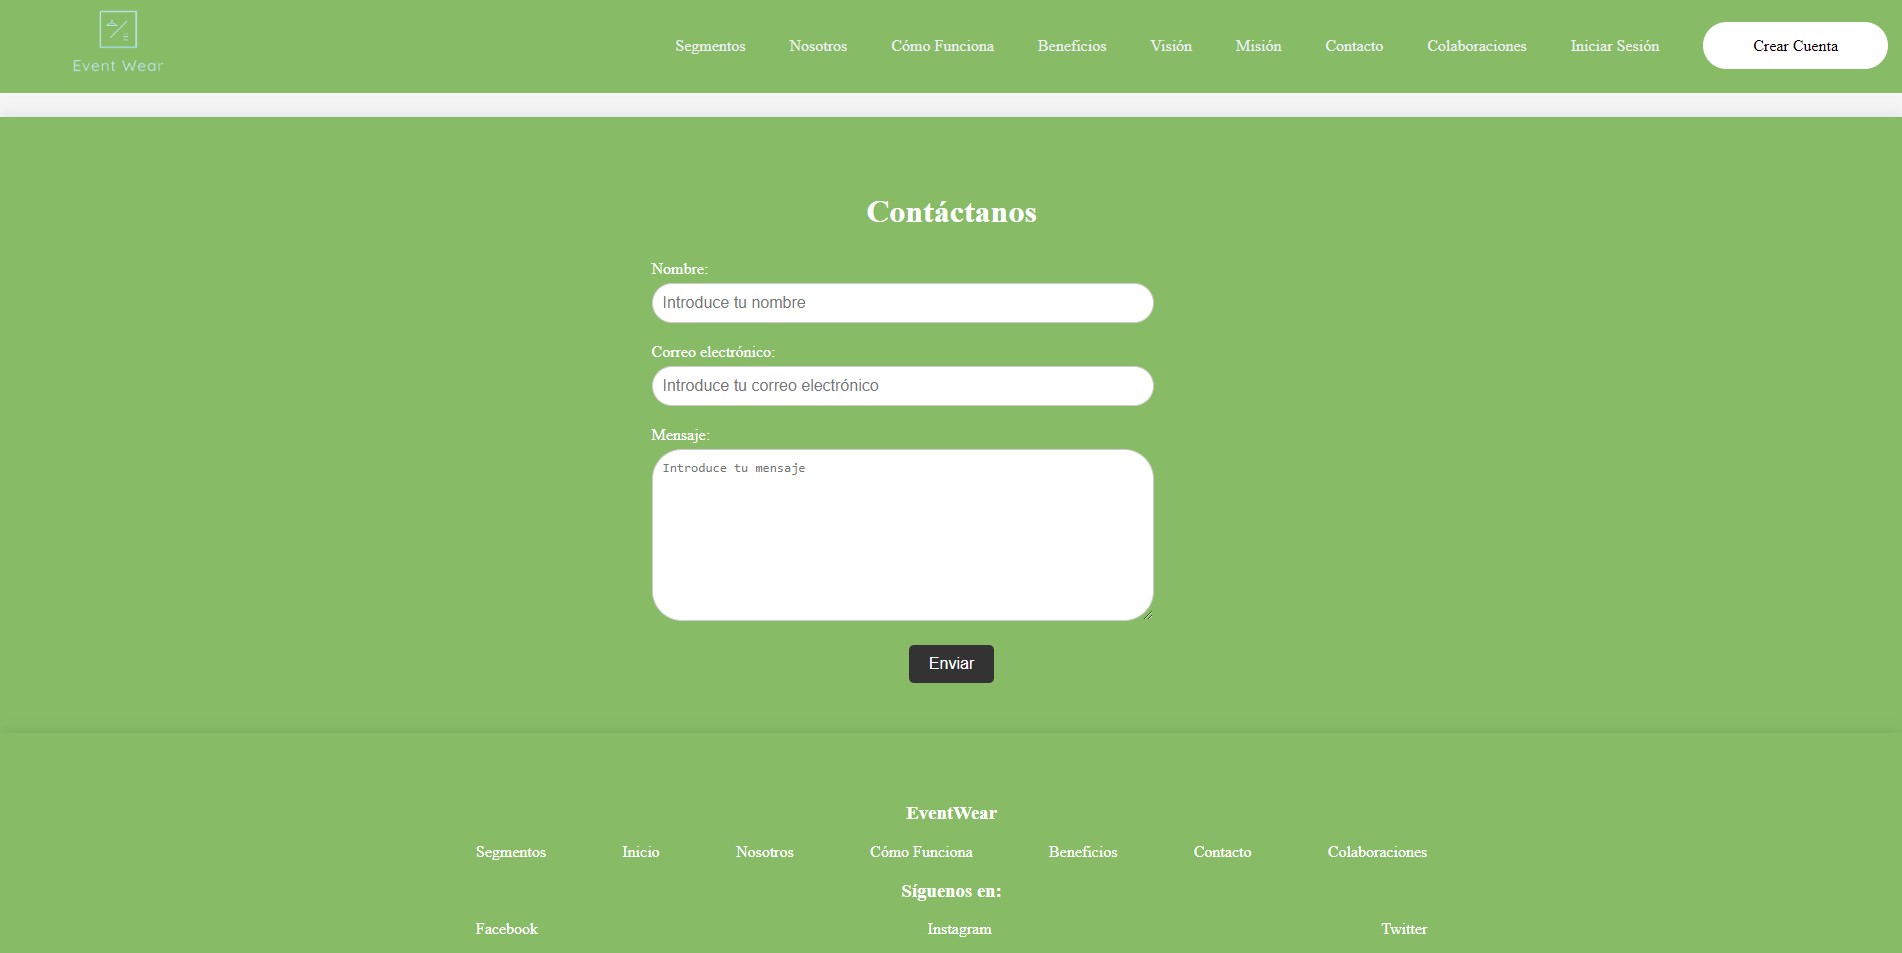 Event Wear
Segmentos Nosotros Cómo Funciona Beneficios Visión Misión Contacto Colaboraciones Iniciar Sesión Crear Cuenta
Contáctanos
Nombre:
Introduce tu nombre
Correo electrónico:
Introduce tu correo electrónico
Mensaje:
Introduce tu mensaje
Enviar
EventWear
Segmentos Inicio Nosotros Cómo Funciona Beneficios Contacto Colaboraciones
Síguenos en:
Facebook Instagram Twitter